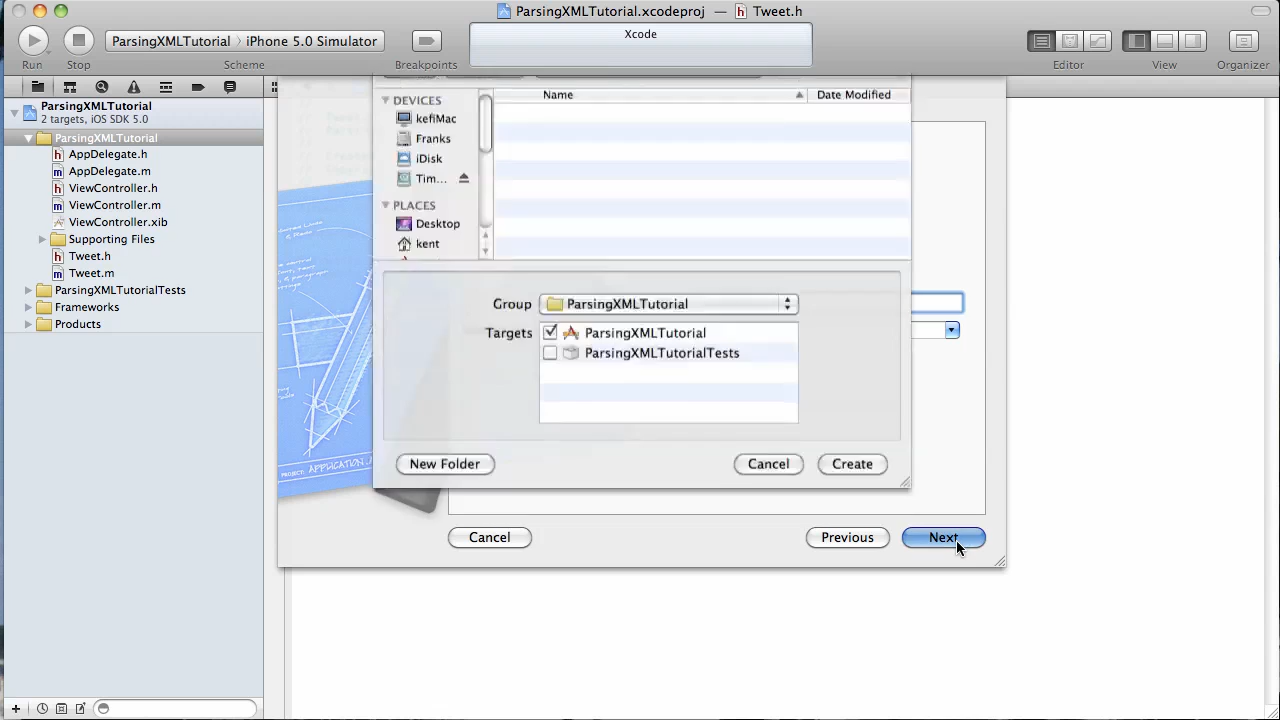 ParsingXMLTutorial.xcodeproj — Tweet.h
ParsingXMLTutorial iPhone 5.0 Simulator
Xcode
Run Stop Scheme Breakpoints Editor View Organizer
ParsingXMLTutorial
2 targets, iOS SDK 5.0
ParsingXMLTutorial
AppDelegate.h
AppDelegate.m
ViewController.h
ViewController.m
ViewController.xib
Supporting Files
Tweet.h
Tweet.m
ParsingXMLTutorialTests
Frameworks
Products
Name Date Modified
DEVICES
kefiMac
Franks
iDisk
Tim...
PLACES
Desktop
kent
Group ParsingXMLTutorial
Targets ParsingXMLTutorial
ParsingXMLTutorialTests
New Folder Cancel Create
Cancel Previous Next